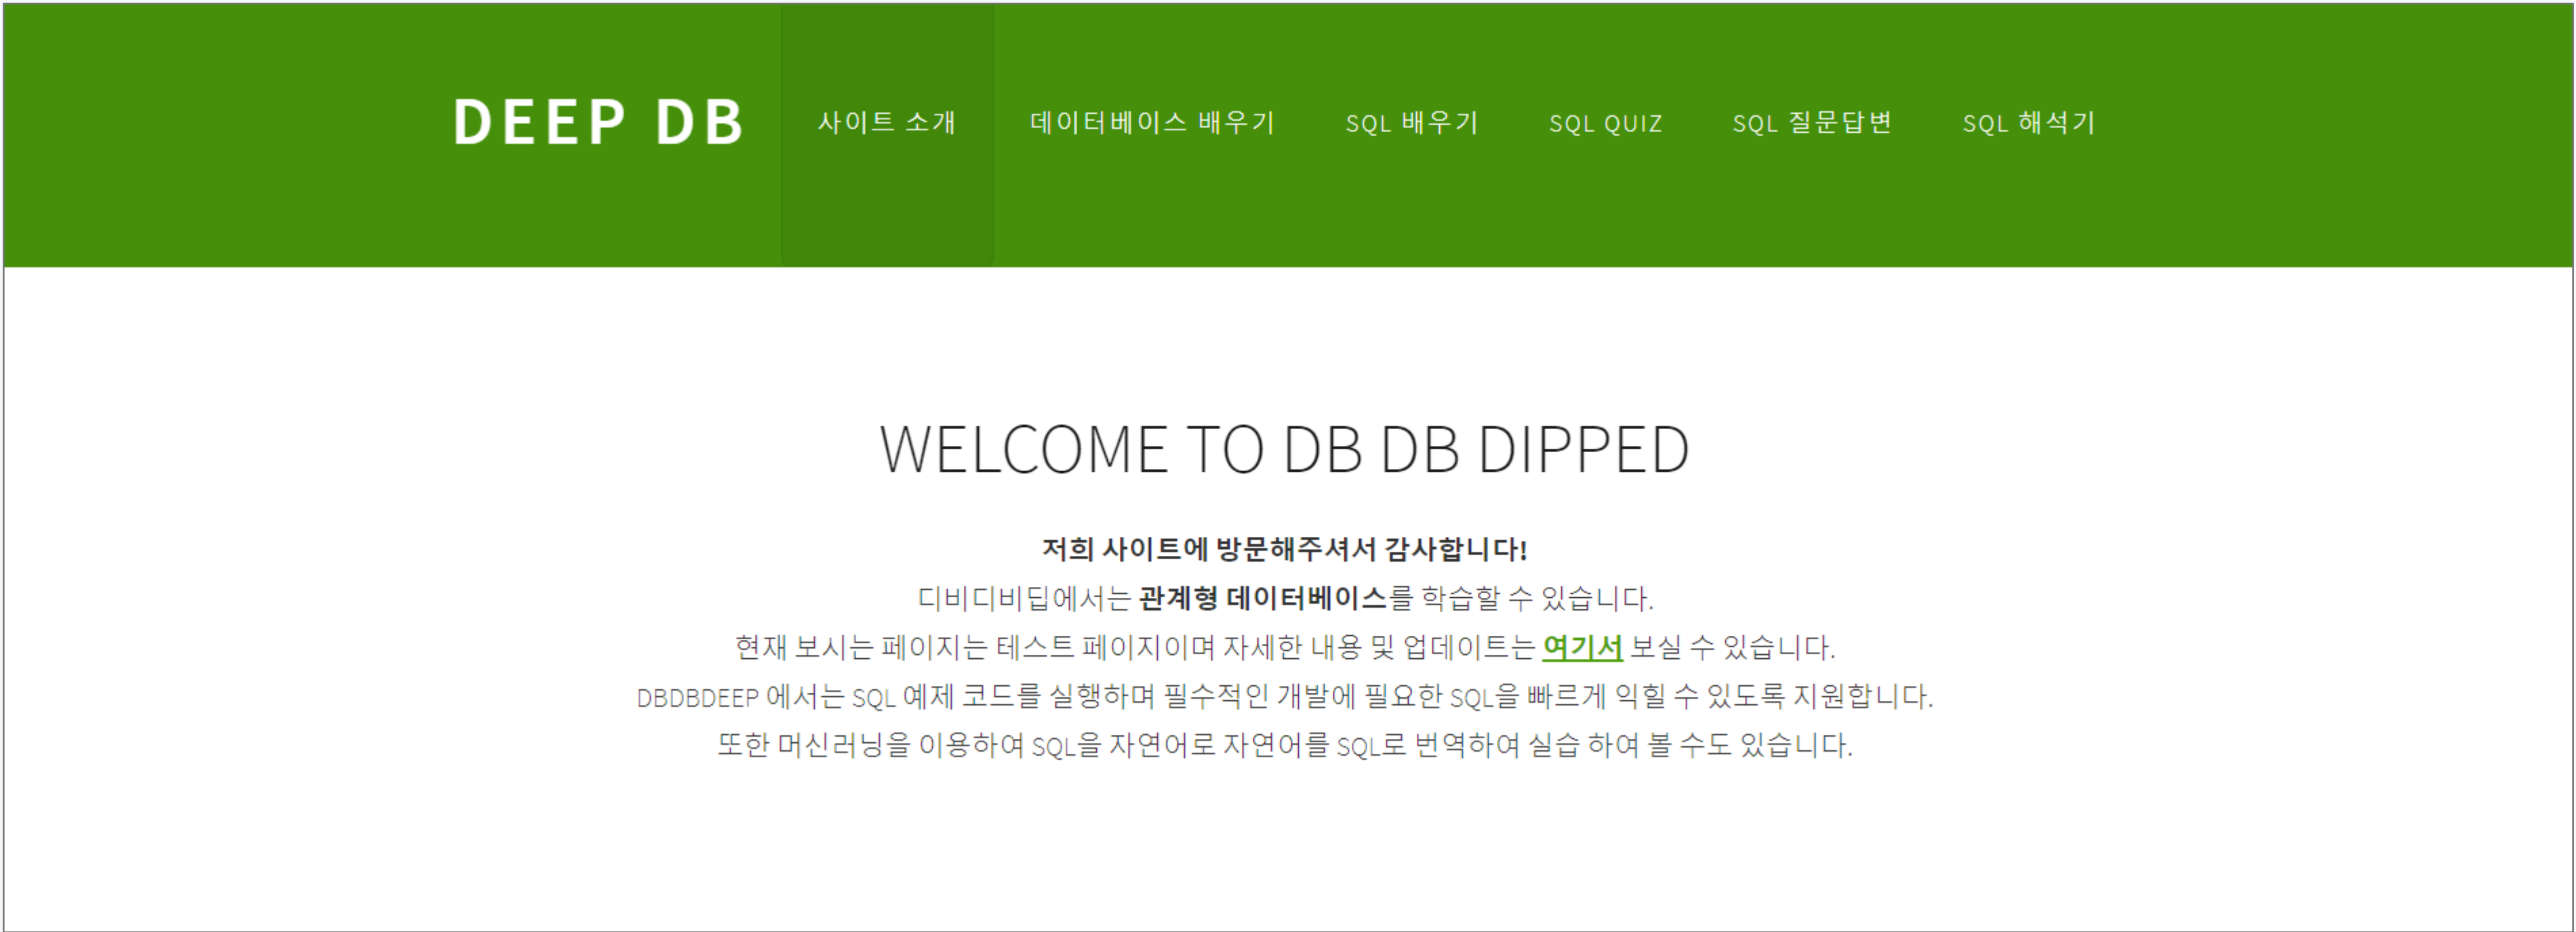 DEEP DB 사이트 소개 데이터베이스 배우기 SQL 배우기 SQL QUIZ SQL 질문답변 SQL 해석기
WELCOME TO DB DB DIPPED
저희 사이트에 방문해주셔서 감사합니다!
디비디비딥에서는 관계형 데이터베이스를 학습할 수 있습니다.
현재 보시는 페이지는 테스트 페이지이며 자세한 내용 및 업데이트는 여기서 보실 수 있습니다.
DBDBDEEP 에서는 SQL 예제 코드를 실행하며 필수적인 개발에 필요한 SQL을 빠르게 익힐 수 있도록 지원합니다.
또한 머신러닝을 이용하여 SQL을 자연어로 자연어를 SQL로 번역하여 실습 하여 볼 수도 있습니다.